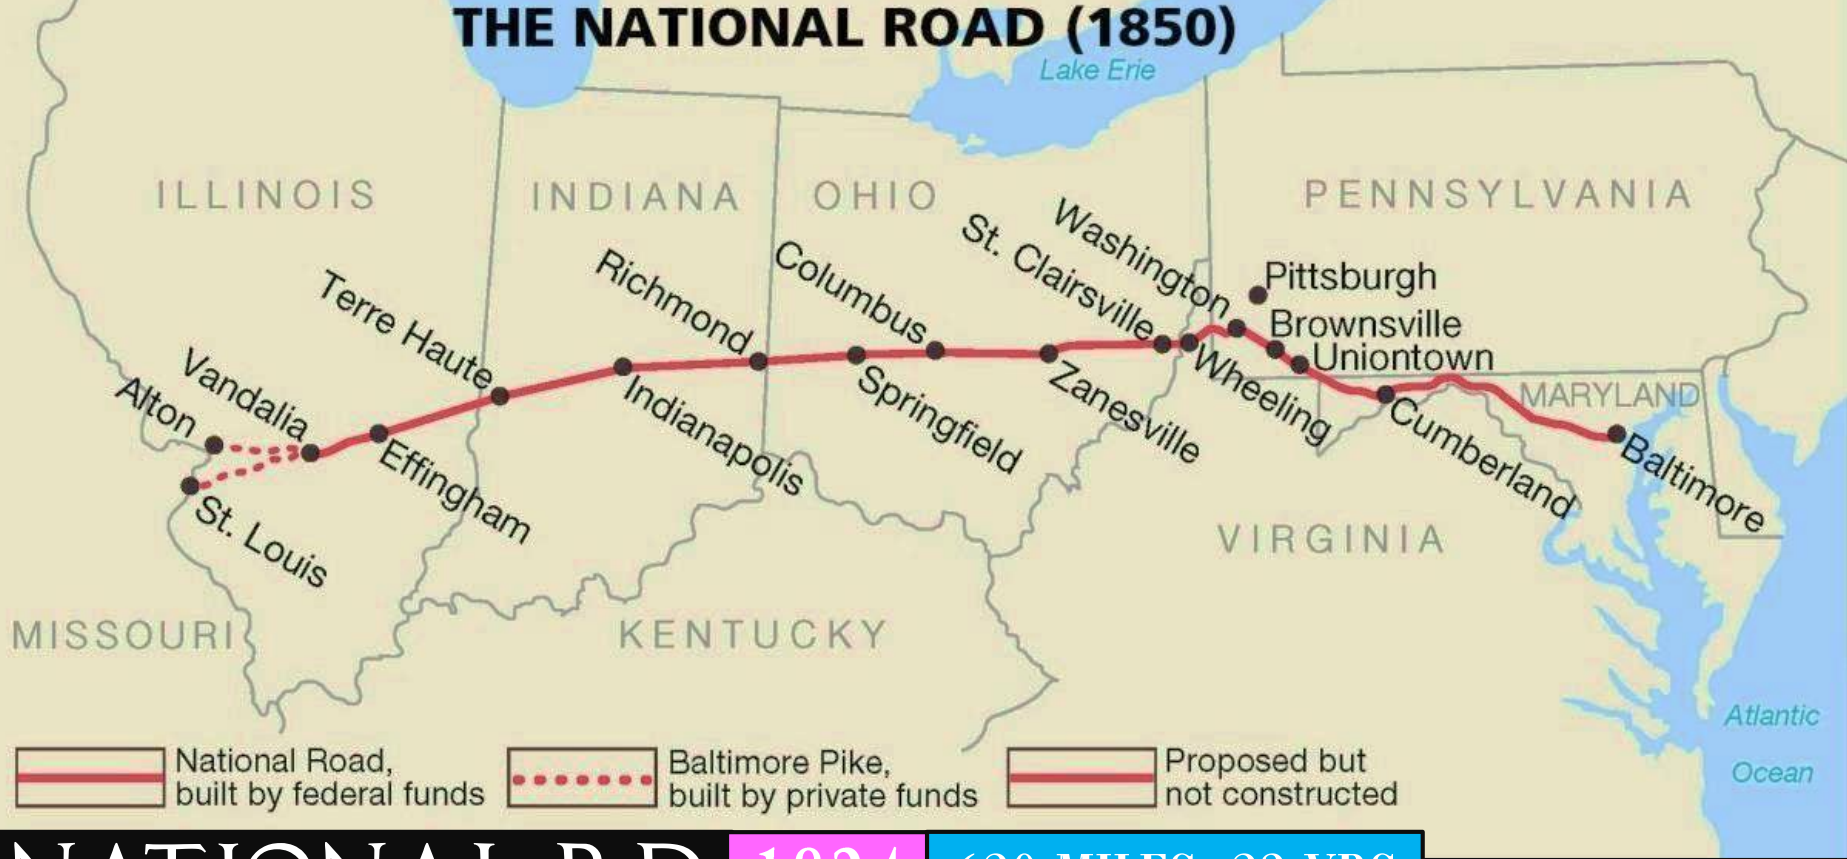 THE NATIONAL ROAD (1850)
Lake Erie
ILLINOIS
INDIANA
OHIO
PENNSYLVANIA
Washington
St. Clairsville
Pittsburgh
Columbus
Richmond
Terre Haute
Brownsville
Uniontown
Vandalia
Alton
Wheeling
Zanesville
Springfield
Indianapolis
MARYLAND
Cumberland
Baltimore
Effingham
St. Louis
VIRGINIA
MISSOURI
KENTUCKY
Atlantic
Ocean
National Road,
built by federal funds
Baltimore Pike,
built by private funds
Proposed but
not constructed
NATIONAL RD